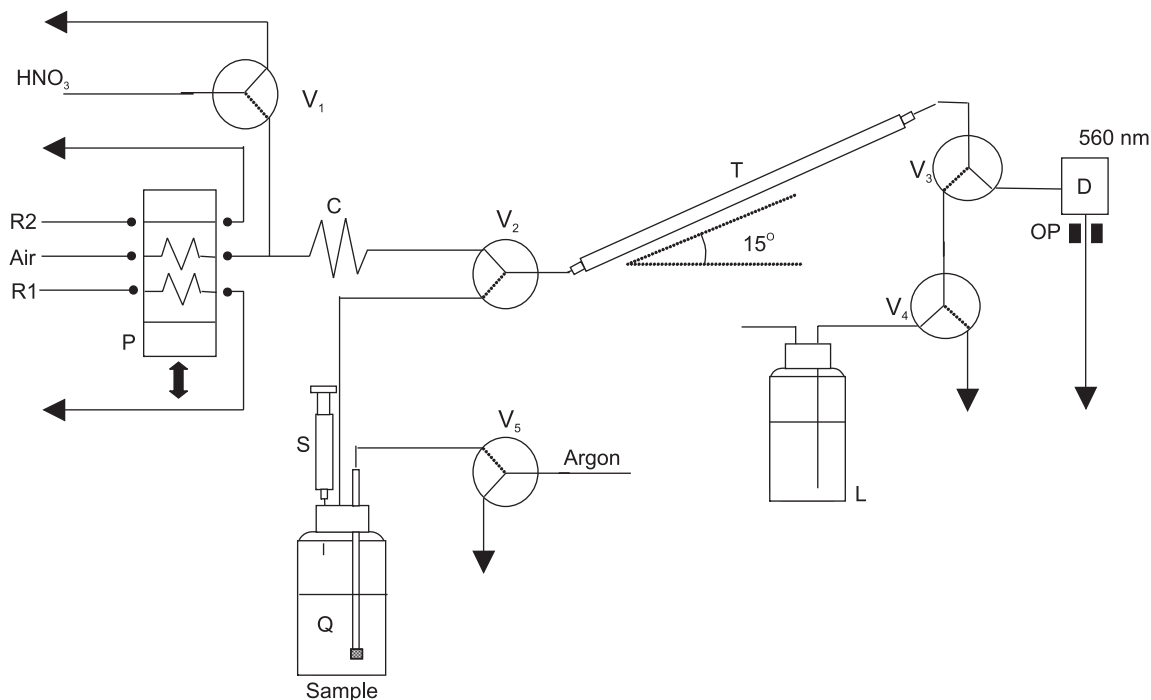 HNO₃
V₁
R2
Air
R1
P
C
V₂
T
15°
V₃
560 nm
D
OP
V₄
S
V₅
Argon
L
Q
Sample